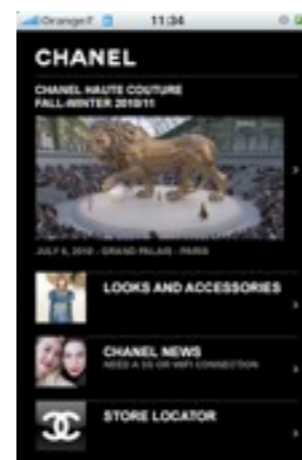 Orange F 11:34
CHANEL
CHANEL HAUTE COUTURE
FALL-WINTER 2010/11
JULY 6, 2010 - GRAND PALAIS - PARIS
LOOKS AND ACCESSORIES
CHANEL NEWS
NEED A 3G OR WIFI CONNECTION
STORE LOCATOR